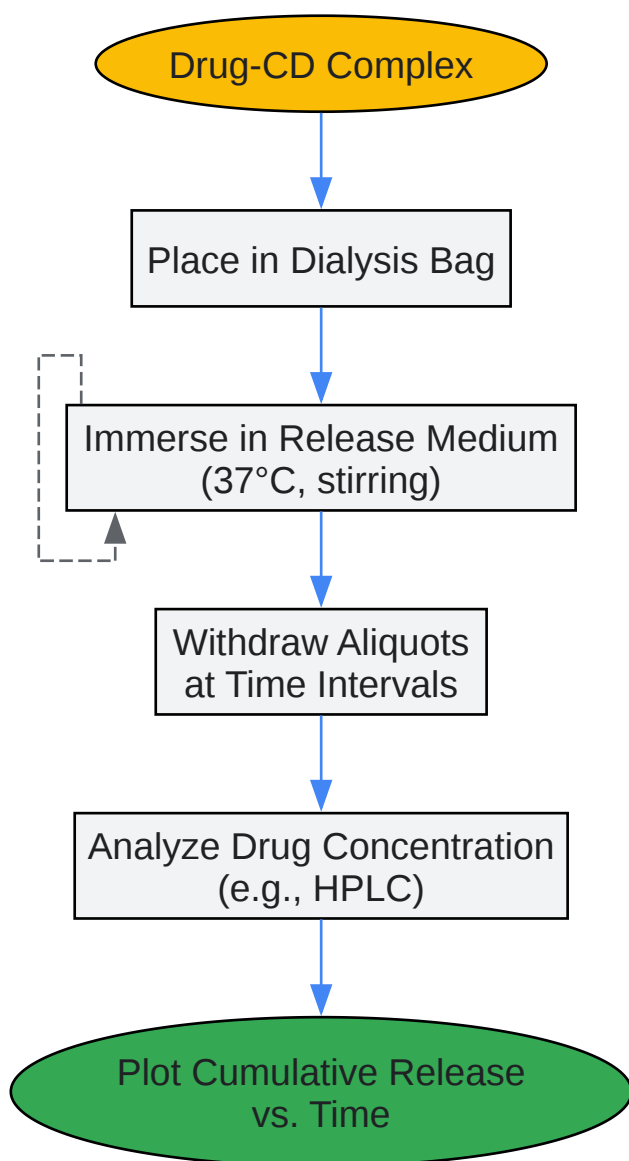 Drug-CD Complex
Place in Dialysis Bag
Immerse in Release Medium
(37°C, stirring)
Withdraw Aliquots
at Time Intervals
Analyze Drug Concentration
(e.g., HPLC)
Plot Cumulative Release
vs. Time